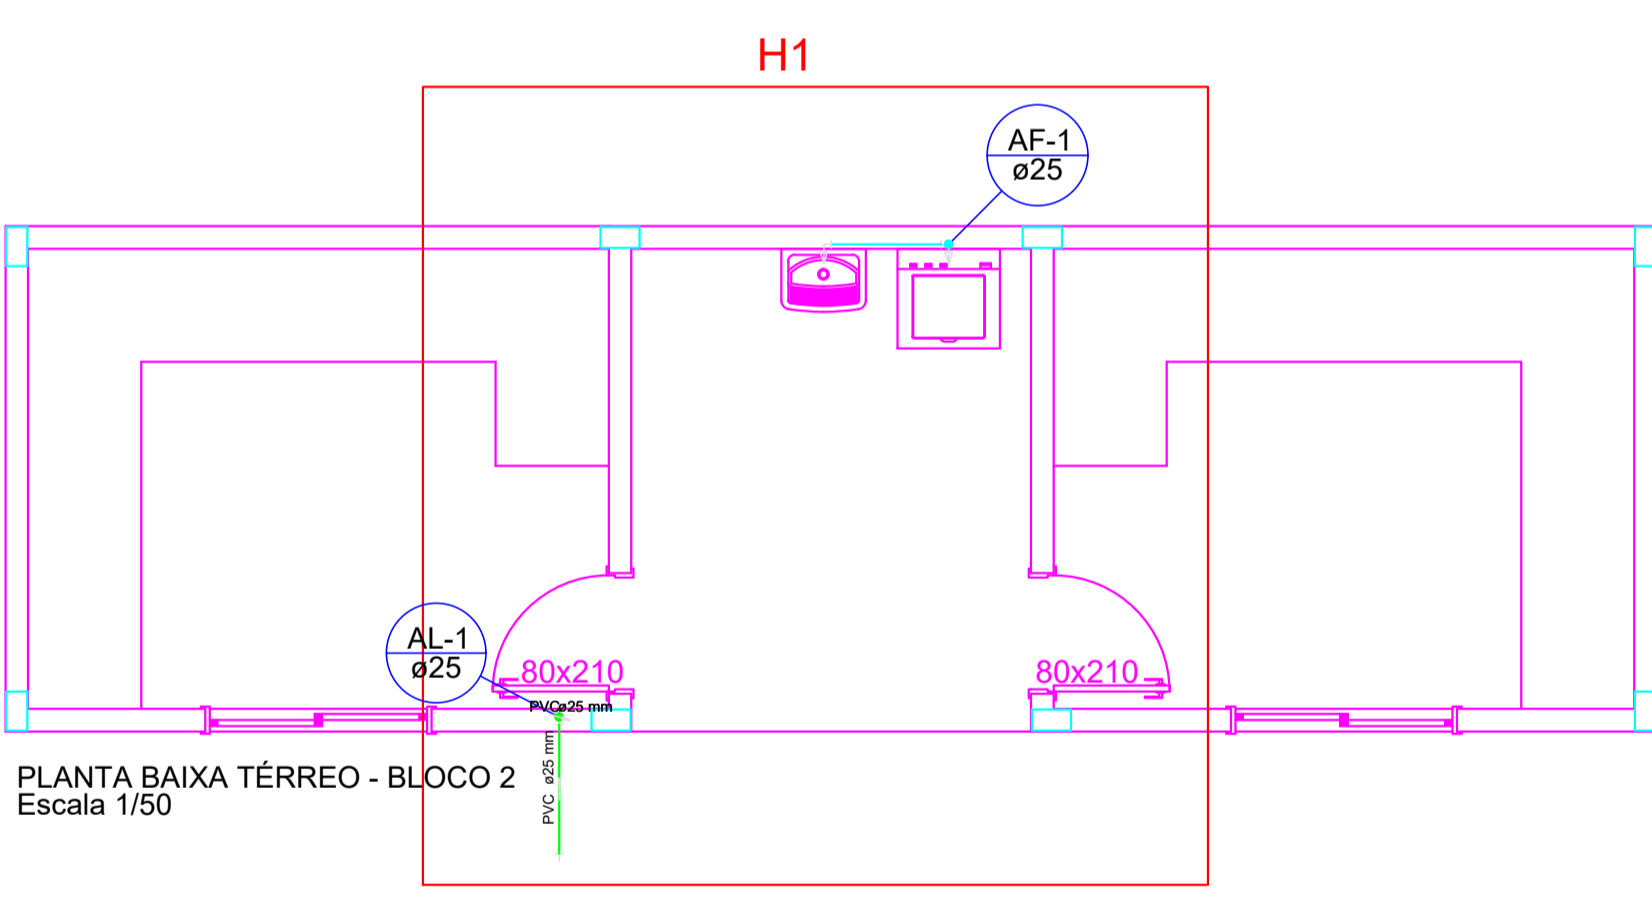 H1
AF-1
ø25
AL-1
ø25
80x210
80x210
PVCø25 mm
PVC ø25 mm
PLANTA BAIXA TÉRREO - BLOCO 2
Escala 1/50